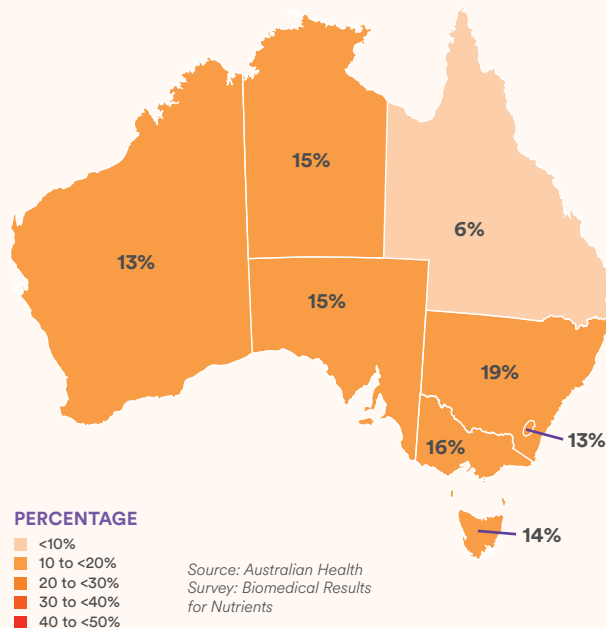 15%
6%
13%
15%
19%
13%
16%
14%
PERCENTAGE
<10%
10 to <20%
20 to <30%
30 to <40%
40 to <50%
Source: Australian Health
Survey: Biomedical Results
for Nutrients